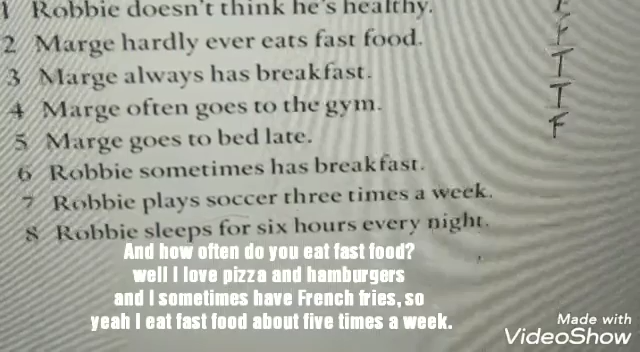 1 Robbie doesn't think he's healthy. F
2 Marge hardly ever eats fast food. F
3 Marge always has breakfast. T
4 Marge often goes to the gym. T
5 Marge goes to bed late. F
6 Robbie sometimes has breakfast.
7 Robbie plays soccer three times a week.
8 Robbie sleeps for six hours every night.
And how often do you eat fast food?
well I love pizza and hamburgers
and I sometimes have French fries, so
yeah I eat fast food about five times a week.
Made with
VideoShow